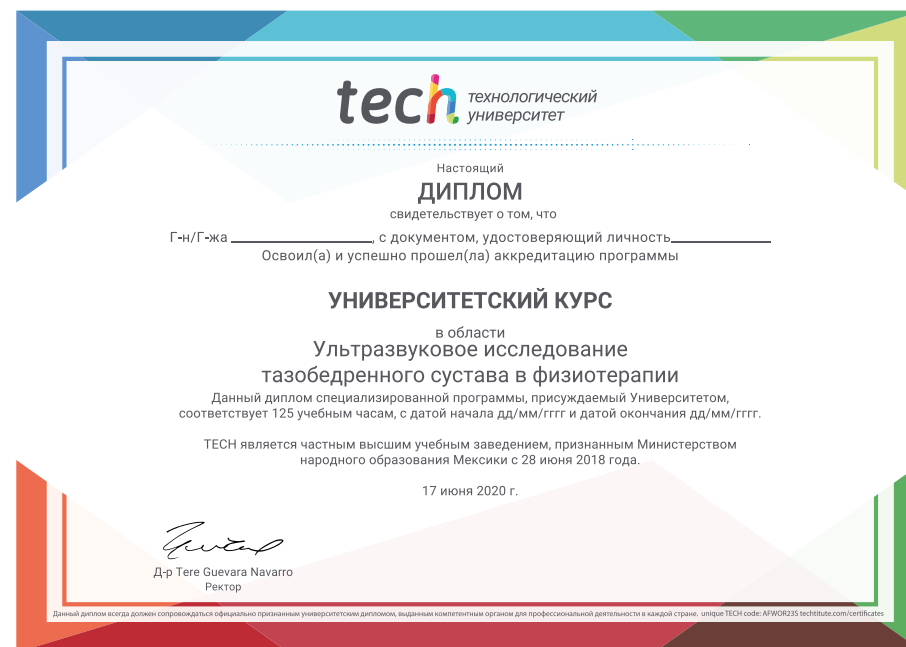 tech технологический университет
Настоящий
ДИПЛОМ
свидетельствует о том, что
Г-н/Г-жа ____________________, с документом, удостоверяющий личность______________
Освоил(а) и успешно прошел(ла) аккредитацию программы
УНИВЕРСИТЕТСКИЙ КУРС
в области
Ультразвуковое исследование
тазобедренного сустава в физиотерапии
Данный диплом специализированной программы, присуждаемый Университетом,
соответствует 125 учебным часам, с датой начала дд/мм/гггг и датой окончания дд/мм/гггг.
TECH является частным высшим учебным заведением, признанным Министерством
народного образования Мексики с 28 июня 2018 года.
17 июня 2020 г.
Д-р Tere Guevara Navarro
Ректор
Данный диплом всегда должен сопровождаться официально признанным университетским дипломом, выданным компетентным органом для профессиональной деятельности в каждой стране. unique TECH code: AFWOR23S techtitute.com/certificates